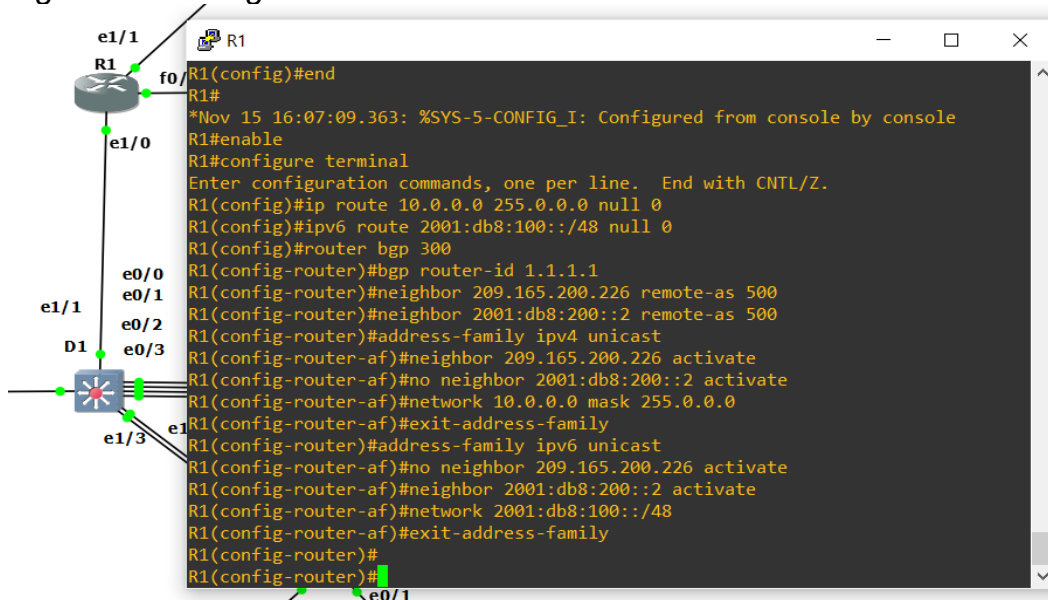 e1/1
R1
f0/
e1/0
e0/0
e0/1
e1/1
e0/2
D1
e0/3
e1/3
e1
e0/1
R1
R1(config)#end
R1#
*Nov 15 16:07:09.363: %SYS-5-CONFIG_I: Configured from console by console
R1#enable
R1#configure terminal
Enter configuration commands, one per line.  End with CNTL/Z.
R1(config)#ip route 10.0.0.0 255.0.0.0 null 0
R1(config)#ipv6 route 2001:db8:100::/48 null 0
R1(config)#router bgp 300
R1(config-router)#bgp router-id 1.1.1.1
R1(config-router)#neighbor 209.165.200.226 remote-as 500
R1(config-router)#neighbor 2001:db8:200::2 remote-as 500
R1(config-router)#address-family ipv4 unicast
R1(config-router-af)#neighbor 209.165.200.226 activate
R1(config-router-af)#no neighbor 2001:db8:200::2 activate
R1(config-router-af)#network 10.0.0.0 mask 255.0.0.0
R1(config-router-af)#exit-address-family
R1(config-router)#address-family ipv6 unicast
R1(config-router-af)#no neighbor 209.165.200.226 activate
R1(config-router-af)#neighbor 2001:db8:200::2 activate
R1(config-router-af)#network 2001:db8:100::/48
R1(config-router-af)#exit-address-family
R1(config-router)#
R1(config-router)#